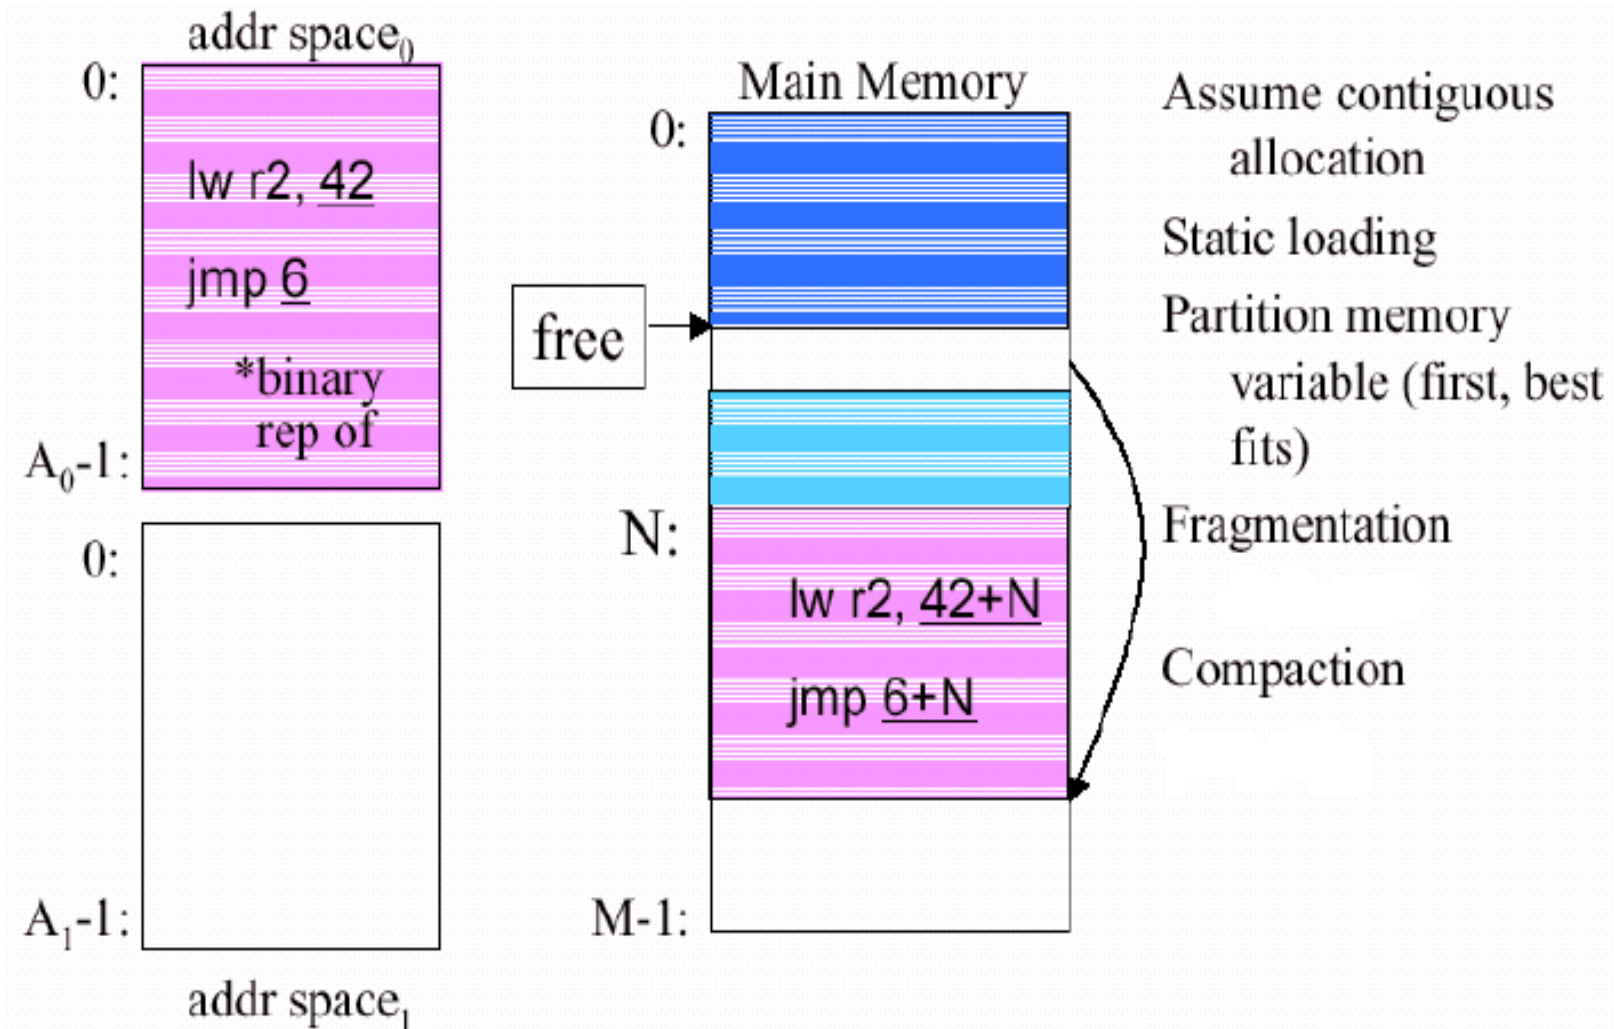 addr space₀
0:
lw r2, 42
jmp 6
*binary
rep of
A₀-1:
0:
A₁-1:
addr space₁
Main Memory
0:
free
N:
lw r2, 42+N
jmp 6+N
M-1:
Assume contiguous
allocation
Static loading
Partition memory
variable (first, best
fits)
Fragmentation
Compaction